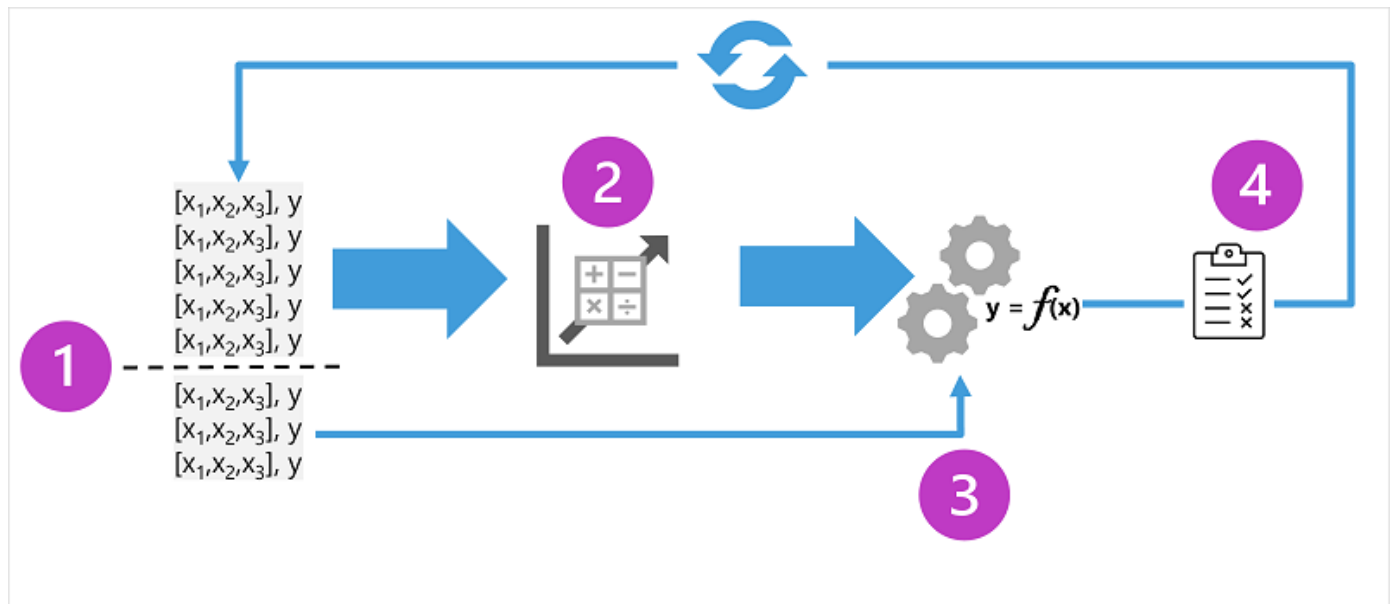 2
4
[x₁,x₂,x₃], y
[x₁,x₂,x₃], y
[x₁,x₂,x₃], y
[x₁,x₂,x₃], y
[x₁,x₂,x₃], y
+ −
× ÷
y = f(x)
1
[x₁,x₂,x₃], y
[x₁,x₂,x₃], y
[x₁,x₂,x₃], y
3